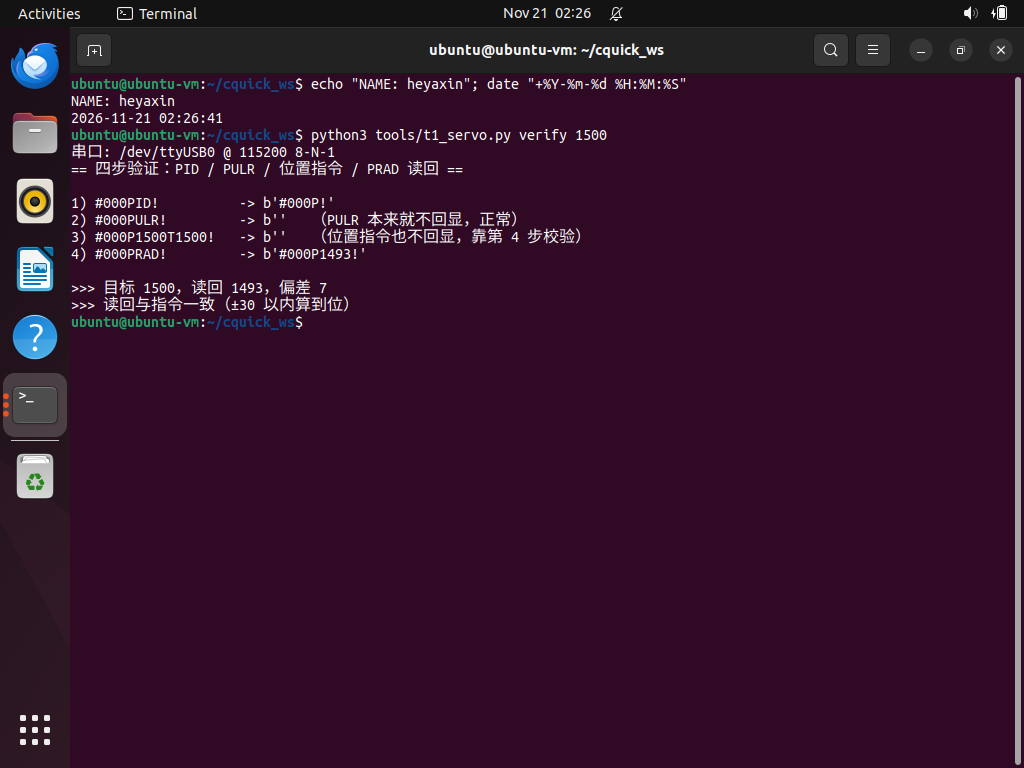 Activities
Terminal
Nov 21 02:26
ubuntu@ubuntu-vm: ~/cquick_ws
ubuntu@ubuntu-vm:~/cquick_ws$ echo "NAME: heyaxin"; date "+%Y-%m-%d %H:%M:%S"
NAME: heyaxin
2026-11-21 02:26:41
ubuntu@ubuntu-vm:~/cquick_ws$ python3 tools/t1_servo.py verify 1500
串口: /dev/ttyUSB0 @ 115200 8-N-1
== 四步验证：PID / PULR / 位置指令 / PRAD 读回 ==
1) #000PID!          -> b'#000P!'
2) #000PULR!         -> b''   （PULR 本来就不回显，正常）
3) #000P1500T1500!   -> b''   （位置指令也不回显，靠第 4 步校验）
4) #000PRAD!         -> b'#000P1493!'
>>> 目标 1500，读回 1493，偏差 7
>>> 读回与指令一致（±30 以内算到位）
ubuntu@ubuntu-vm:~/cquick_ws$